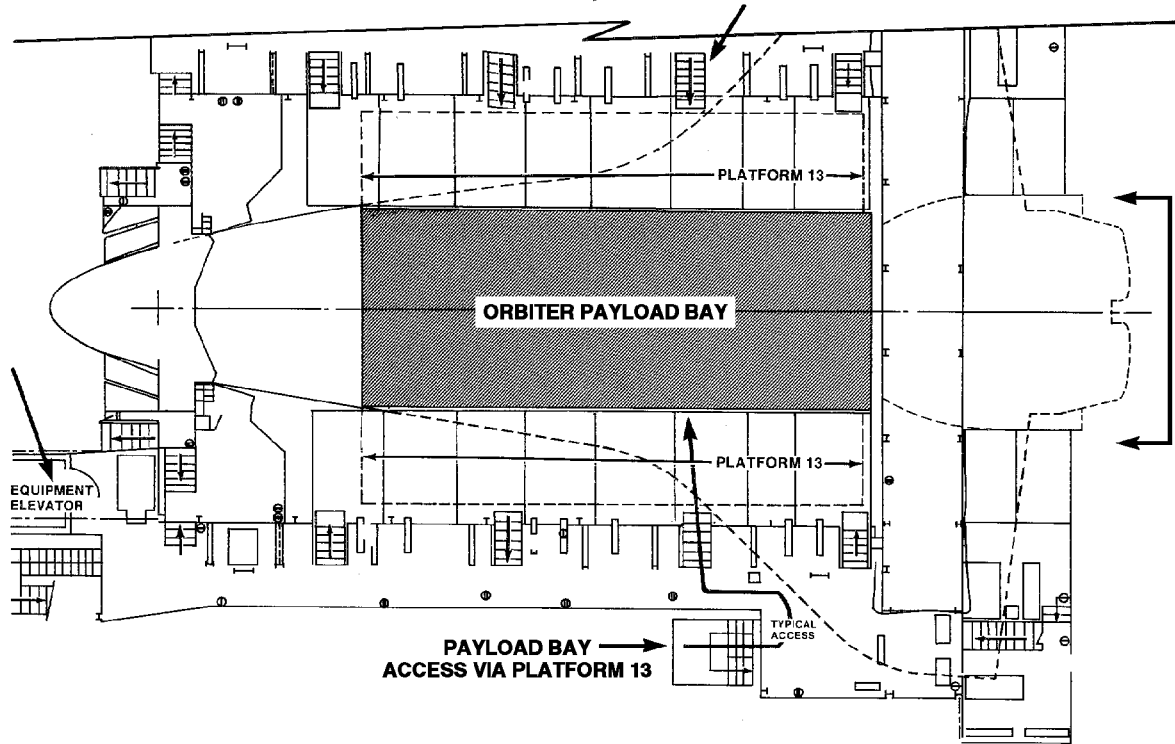 PLATFORM 13
ORBITER PAYLOAD BAY
PLATFORM 13
EQUIPMENT
ELEVATOR
TYPICAL
ACCESS
PAYLOAD BAY
ACCESS VIA PLATFORM 13